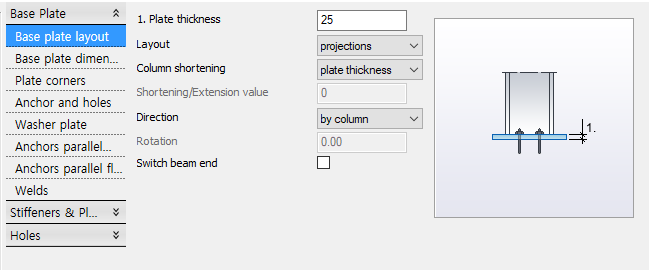 Base Plate
Base plate layout
Base plate dimen...
Plate corners
Anchor and holes
Washer plate
Anchors parallel...
Anchors parallel fl...
Welds
Stiffeners & Pl...
Holes
1. Plate thickness 25
Layout projections
Column shortening plate thickness
Shortening/Extension value 0
Direction by column
Rotation 0.00
Switch beam end
1.